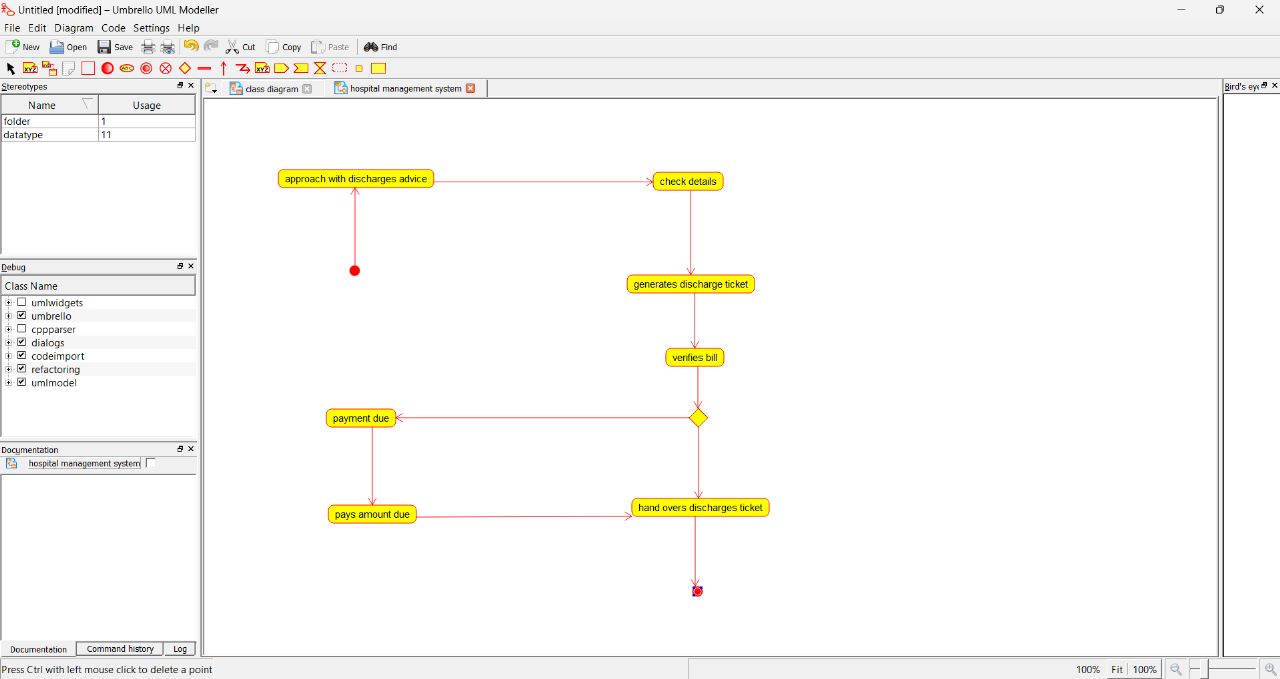 Untitled [modified] – Umbrello UML Modeller
File Edit Diagram Code Settings Help
New Open Save Cut Copy Paste Find
XYZ ABC XYZ
Stereotypes
class diagram hospital management system
Bird's eye
Name Usage
folder 1
datatype 11
approach with discharges advice
check details
Debug
Class Name
umlwidgets
umbrello
cppparser
dialogs
codeimport
refactoring
umlmodel
generates discharge ticket
verifies bill
payment due
Documentation
hospital management system
pays amount due
hand overs discharges ticket
Documentation Command history Log
Press Ctrl with left mouse click to delete a point
100% Fit 100%